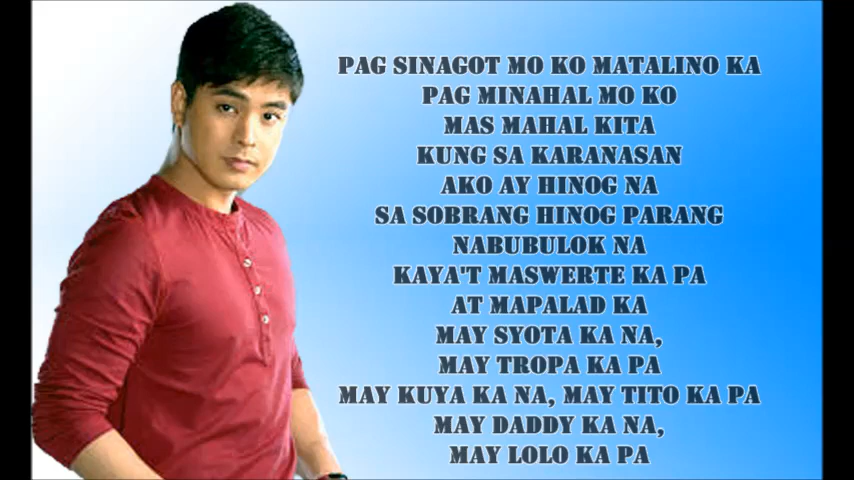 PAG SINAGOT MO KO MATALINO KA
PAG MINAHAL MO KO
MAS MAHAL KITA
KUNG SA KARANASAN
AKO AY HINOG NA
SA SOBRANG HINOG PARANG
NABUBULOK NA
KAYA'T MASWERTE KA PA
AT MAPALAD KA
MAY SYOTA KA NA,
MAY TROPA KA PA
MAY KUYA KA NA, MAY TITO KA PA
MAY DADDY KA NA,
MAY LOLO KA PA